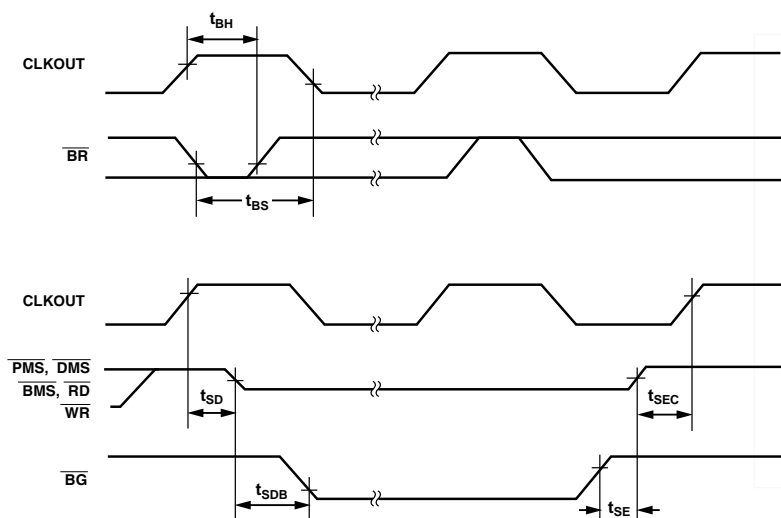 tBH
CLKOUT
BR
tBS
CLKOUT
PMS, DMS
BMS, RD
WR
tSD
tSEC
BG
tSDB
tSE